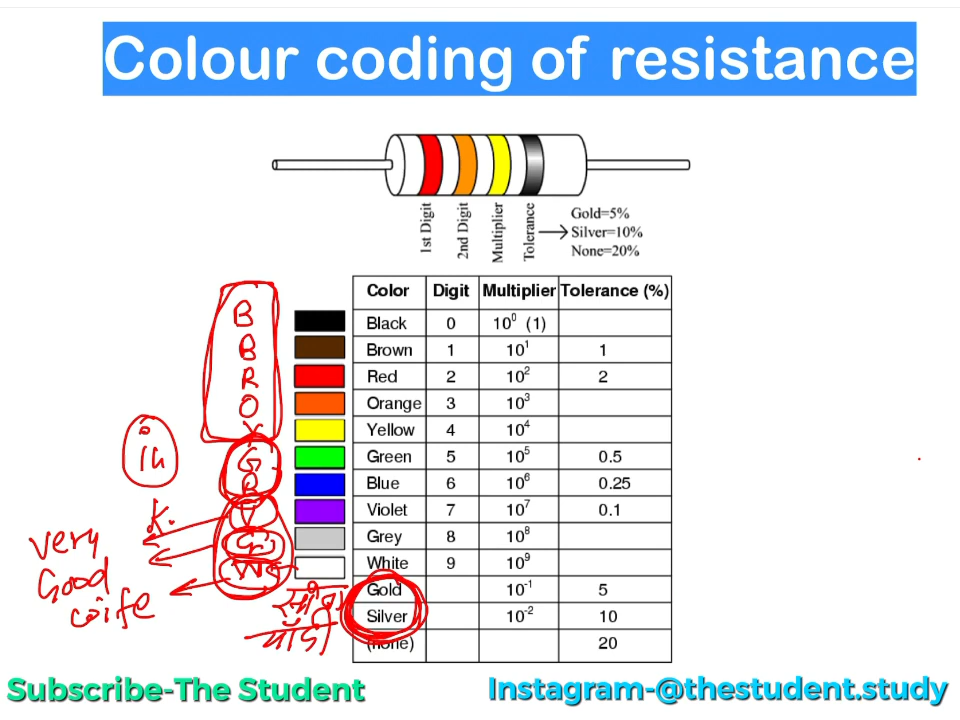 Colour coding of resistance
1st Digit
2nd Digit
Multiplier
Tolerance
Gold=5%
Silver=10%
None=20%
Color Digit Multiplier Tolerance (%)
Black 0 10⁰ (1)
Brown 1 10¹ 1
Red 2 10² 2
Orange 3 10³
Yellow 4 10⁴
Green 5 10⁵ 0.5
Blue 6 10⁶ 0.25
Violet 7 10⁷ 0.1
Grey 8 10⁸
White 9 10⁹
Gold 10⁻¹ 5
Silver 10⁻² 10
(none) 20
B
B
R
O
Y
G
B
V
G
W
very
Good
wife
Subscribe-The Student
Instagram-@thestudent.study